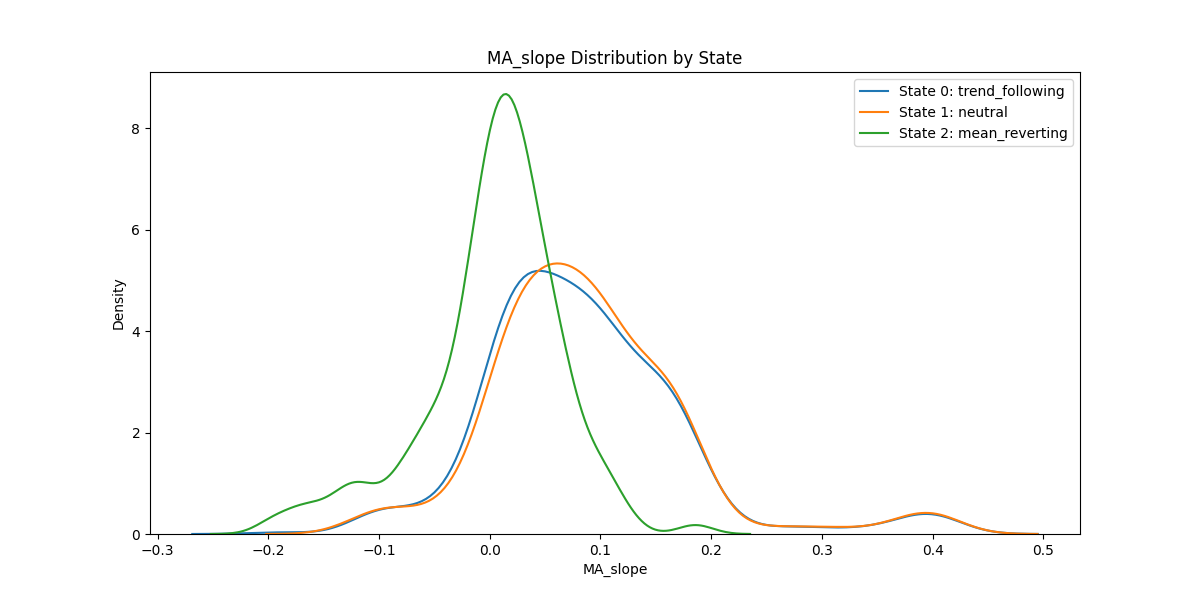 MA_slope Distribution by State
State 0: trend_following
State 1: neutral
State 2: mean_reverting
Density
8
6
4
2
0
−0.3 −0.2 −0.1 0.0 0.1 0.2 0.3 0.4 0.5
MA_slope